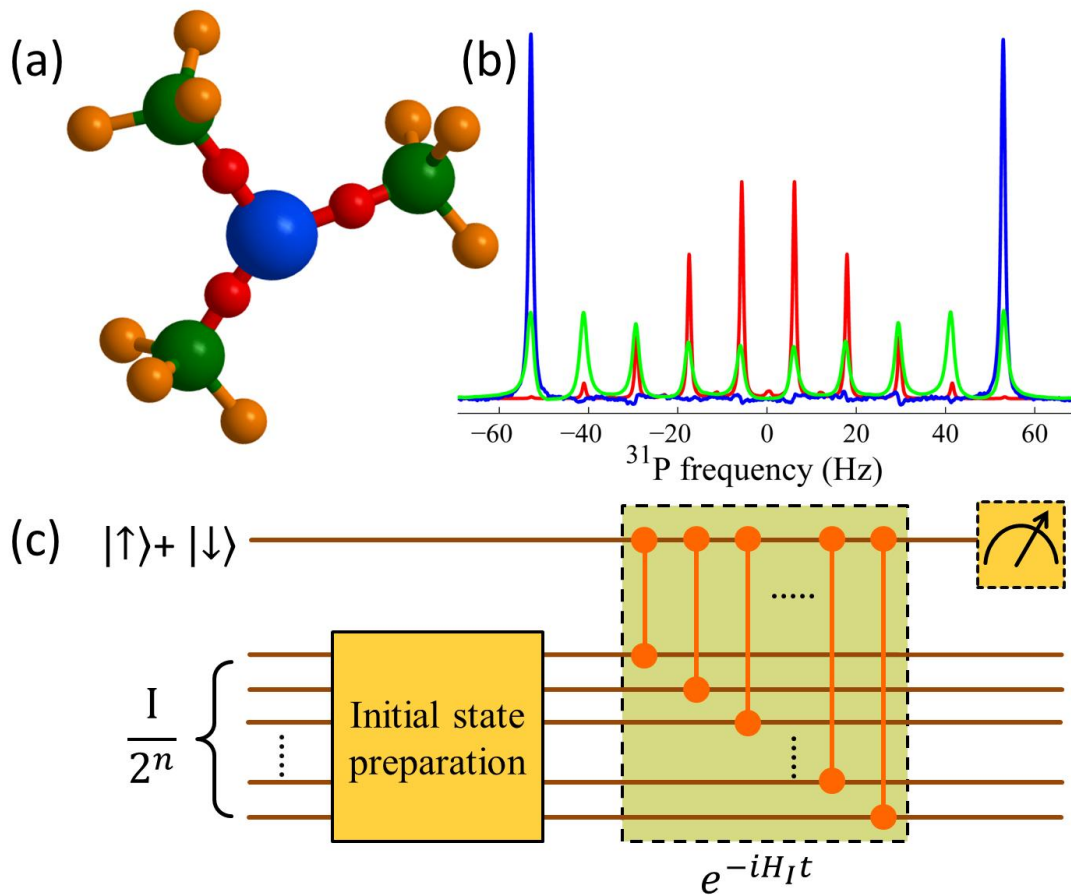 (a)
(b)
−60 −40 −20 0 20 40 60
³¹P frequency (Hz)
(c)
|↑⟩+ |↓⟩
I
2ⁿ
Initial state
preparation
e^{-iH_I t}